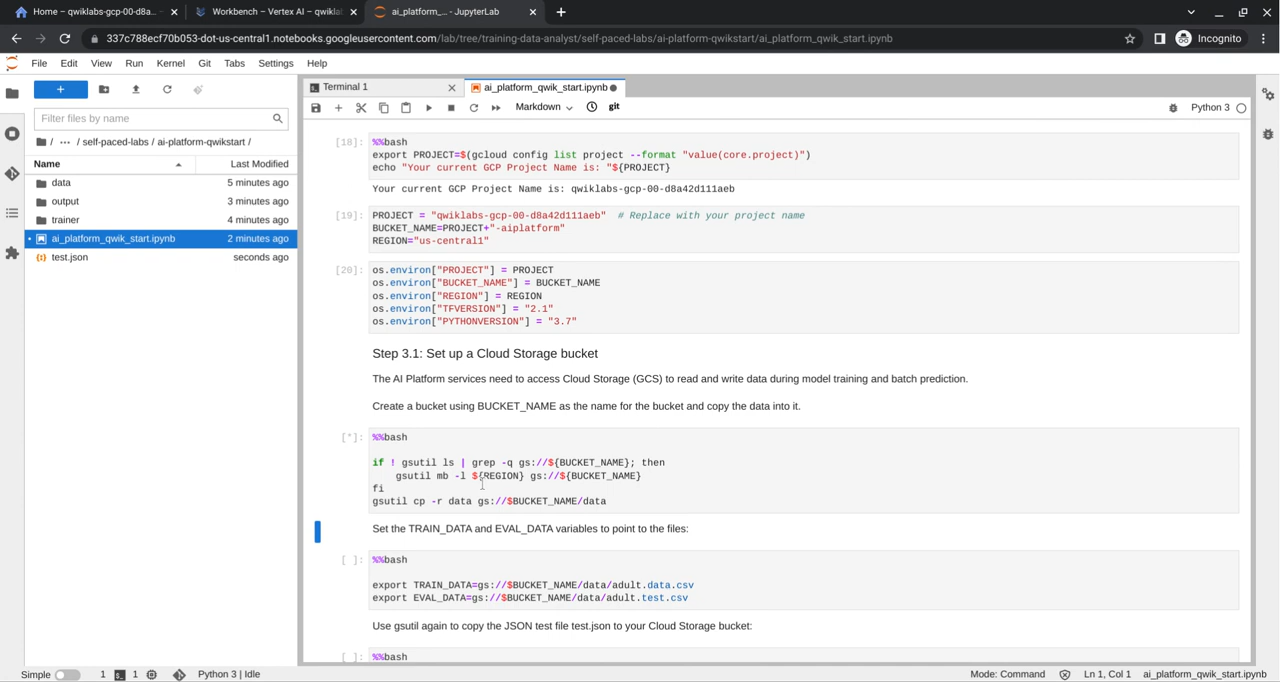 Home – qwiklabs-gcp-00-d8a...
Workbench – Vertex AI – qwikla
ai_platform_... - JupyterLab
337c788ecf70b053-dot-us-central1.notebooks.googleusercontent.com/lab/tree/training-data-analyst/self-paced-labs/ai-platform-qwikstart/ai_platform_qwik_start.ipynb
Incognito
File Edit View Run Kernel Git Tabs Settings Help
Terminal 1
ai_platform_qwik_start.ipynb
Markdown
git
Python 3
Filter files by name
/ ... / self-paced-labs / ai-platform-qwikstart /
Name Last Modified
data 5 minutes ago
output 3 minutes ago
trainer 4 minutes ago
ai_platform_qwik_start.ipynb 2 minutes ago
test.json seconds ago
[18]: %%bash
export PROJECT=$(gcloud config list project --format "value(core.project)")
echo "Your current GCP Project Name is: "${PROJECT}
Your current GCP Project Name is: qwiklabs-gcp-00-d8a42d111aeb
[19]: PROJECT = "qwiklabs-gcp-00-d8a42d111aeb" # Replace with your project name
BUCKET_NAME=PROJECT+"-aiplatform"
REGION="us-central1"
[20]: os.environ["PROJECT"] = PROJECT
os.environ["BUCKET_NAME"] = BUCKET_NAME
os.environ["REGION"] = REGION
os.environ["TFVERSION"] = "2.1"
os.environ["PYTHONVERSION"] = "3.7"
Step 3.1: Set up a Cloud Storage bucket
The AI Platform services need to access Cloud Storage (GCS) to read and write data during model training and batch prediction.
Create a bucket using BUCKET_NAME as the name for the bucket and copy the data into it.
[*]: %%bash
if ! gsutil ls | grep -q gs://${BUCKET_NAME}; then
gsutil mb -l ${REGION} gs://${BUCKET_NAME}
fi
gsutil cp -r data gs://$BUCKET_NAME/data
Set the TRAIN_DATA and EVAL_DATA variables to point to the files:
[ ]: %%bash
export TRAIN_DATA=gs://$BUCKET_NAME/data/adult.data.csv
export EVAL_DATA=gs://$BUCKET_NAME/data/adult.test.csv
Use gsutil again to copy the JSON test file test.json to your Cloud Storage bucket:
[ ]: %%bash
Simple 1 1 Python 3 | Idle Mode: Command Ln 1, Col 1 ai_platform_qwik_start.ipynb